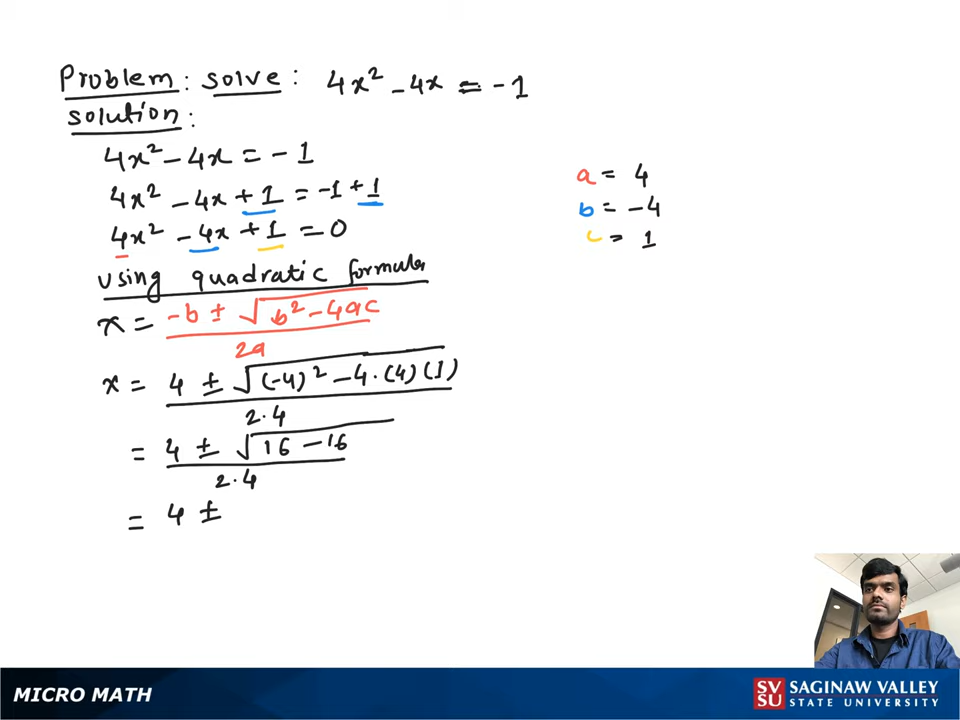 Problem: solve: 4x² - 4x = -1
solution:
4x² - 4x = -1
4x² - 4x + 1 = -1 + 1
4x² - 4x + 1 = 0
a = 4
b = -4
c = 1
using quadratic formula
x = -b ± √(b² - 4ac) / 2a
x = 4 ± √((-4)² - 4·(4)(1)) / 2·4
= 4 ± √(16 - 16) / 2·4
= 4 ±
MICRO MATH
SV SU SAGINAW VALLEY
STATE UNIVERSITY